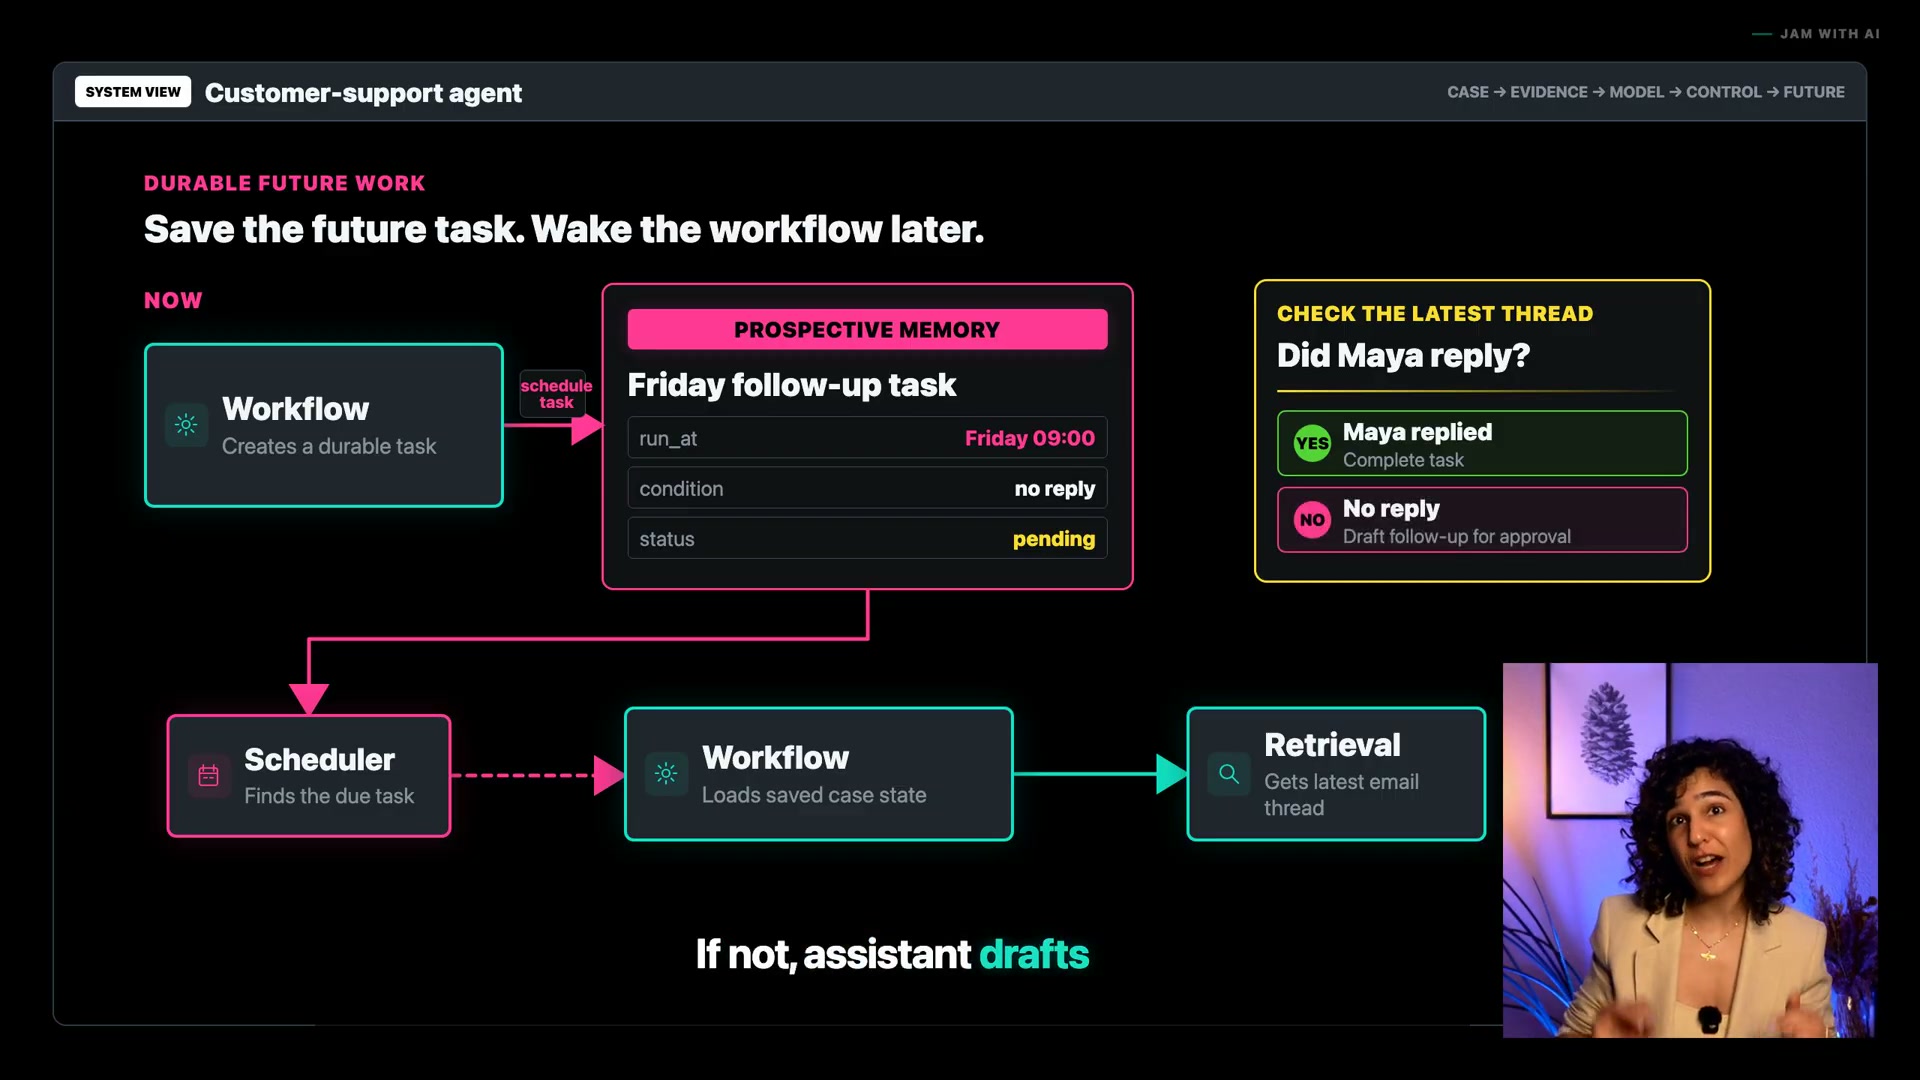 JAM WITH AI
SYSTEM VIEW
Customer-support agent
CASE → EVIDENCE → MODEL → CONTROL → FUTURE
DURABLE FUTURE WORK
Save the future task. Wake the workflow later.
NOW
Workflow
Creates a durable task
schedule
task
PROSPECTIVE MEMORY
Friday follow-up task
run_at
Friday 09:00
condition
no reply
status
pending
CHECK THE LATEST THREAD
Did Maya reply?
YES
Maya replied
Complete task
NO
No reply
Draft follow-up for approval
Scheduler
Finds the due task
Workflow
Loads saved case state
Retrieval
Gets latest email
thread
If not, assistant drafts